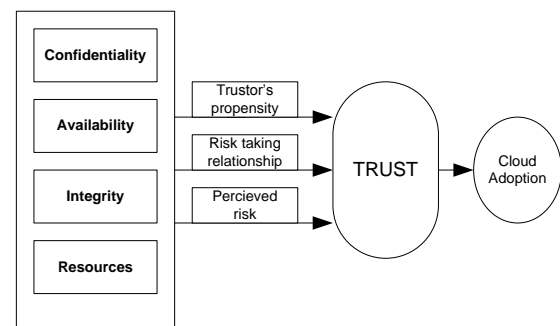 Confidentiality
Availability
Integrity
Resources
Trustor's
propensity
Risk taking
relationship
Percieved
risk
TRUST
Cloud
Adoption